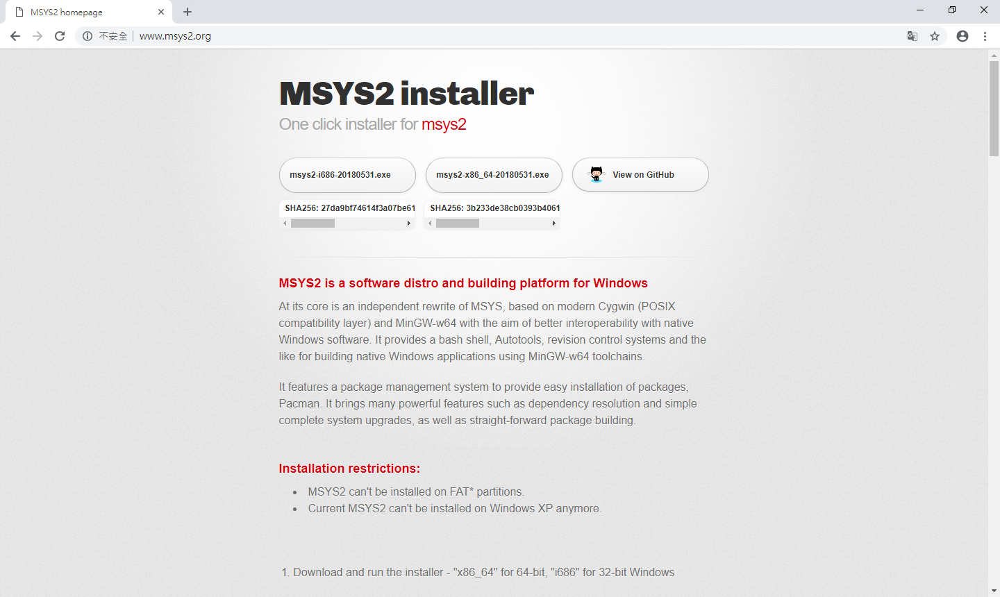 MSYS2 homepage
不安全 www.msys2.org
MSYS2 installer
One click installer for msys2
msys2-i686-20180531.exe
msys2-x86_64-20180531.exe
View on GitHub
SHA256: 27da9bf74614f3a07be61
SHA256: 3b233de38cb0393b4061
MSYS2 is a software distro and building platform for Windows
At its core is an independent rewrite of MSYS, based on modern Cygwin (POSIX
compatibility layer) and MinGW-w64 with the aim of better interoperability with native
Windows software. It provides a bash shell, Autotools, revision control systems and the
like for building native Windows applications using MinGW-w64 toolchains.
It features a package management system to provide easy installation of packages,
Pacman. It brings many powerful features such as dependency resolution and simple
complete system upgrades, as well as straight-forward package building.
Installation restrictions:
• MSYS2 can't be installed on FAT* partitions.
• Current MSYS2 can't be installed on Windows XP anymore.
1. Download and run the installer - "x86_64" for 64-bit, "i686" for 32-bit Windows